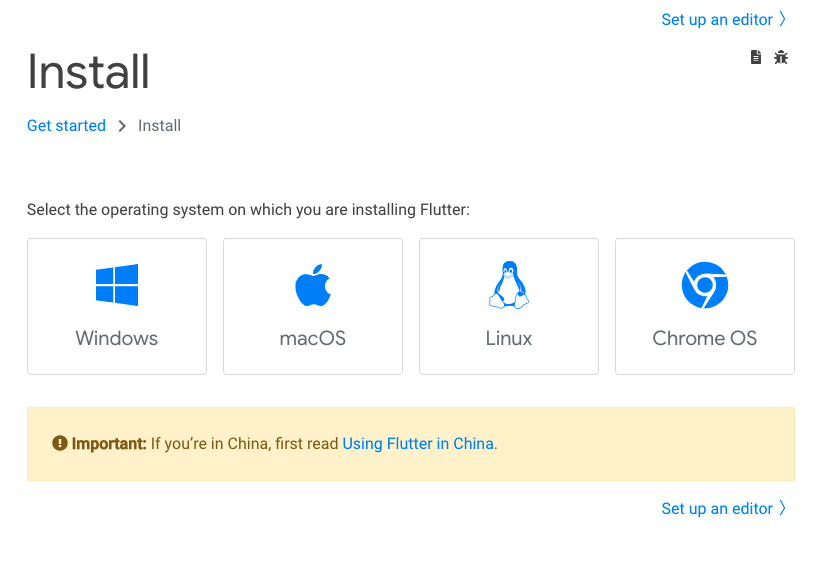 Set up an editor 〉
Install
Get started > Install
Select the operating system on which you are installing Flutter:
Windows
macOS
Linux
Chrome OS
Important: If you’re in China, first read Using Flutter in China.
Set up an editor 〉